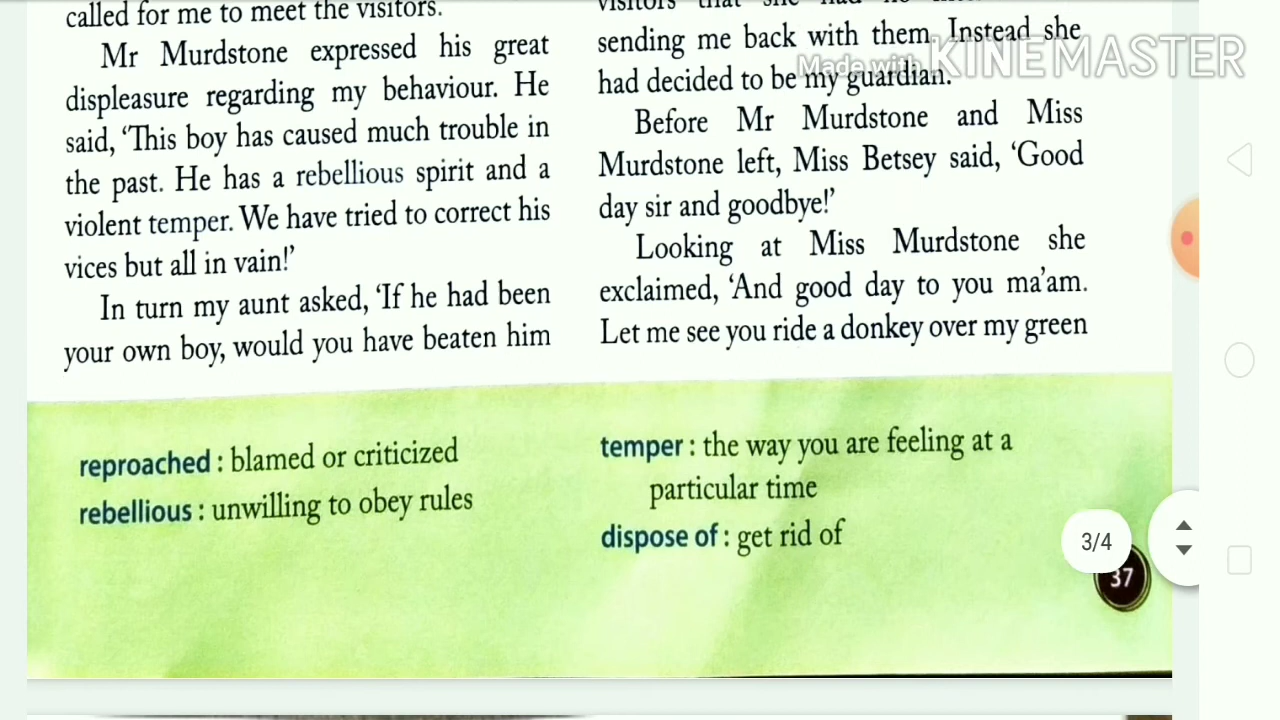 called for me to meet the visitors.
Mr Murdstone expressed his great
displeasure regarding my behaviour. He
said, ‘This boy has caused much trouble in
the past. He has a rebellious spirit and a
violent temper. We have tried to correct his
vices but all in vain!’
In turn my aunt asked, ‘If he had been
your own boy, would you have beaten him
visitors that she had no
sending me back with them. Instead she
had decided to be my guardian.
Before Mr Murdstone and Miss
Murdstone left, Miss Betsey said, ‘Good
day sir and goodbye!’
Looking at Miss Murdstone she
exclaimed, ‘And good day to you ma’am.
Let me see you ride a donkey over my green
reproached : blamed or criticized
rebellious : unwilling to obey rules
temper : the way you are feeling at a
particular time
dispose of : get rid of
37
3/4
Made with KINEMASTER